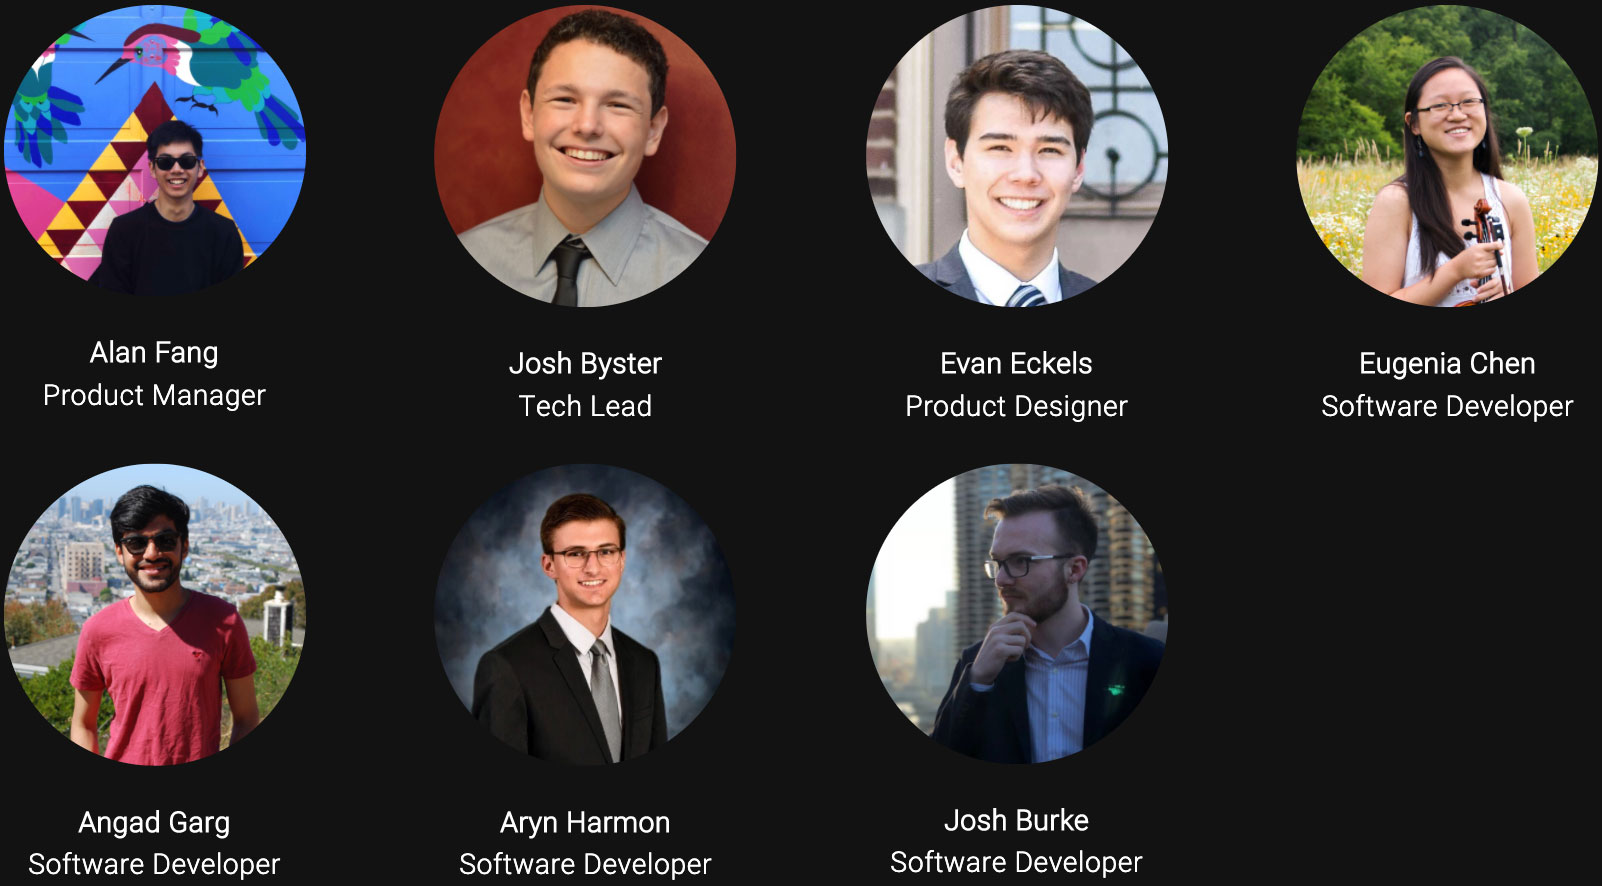 Alan Fang
Product Manager
Josh Byster
Tech Lead
Evan Eckels
Product Designer
Eugenia Chen
Software Developer
Angad Garg
Software Developer
Aryn Harmon
Software Developer
Josh Burke
Software Developer